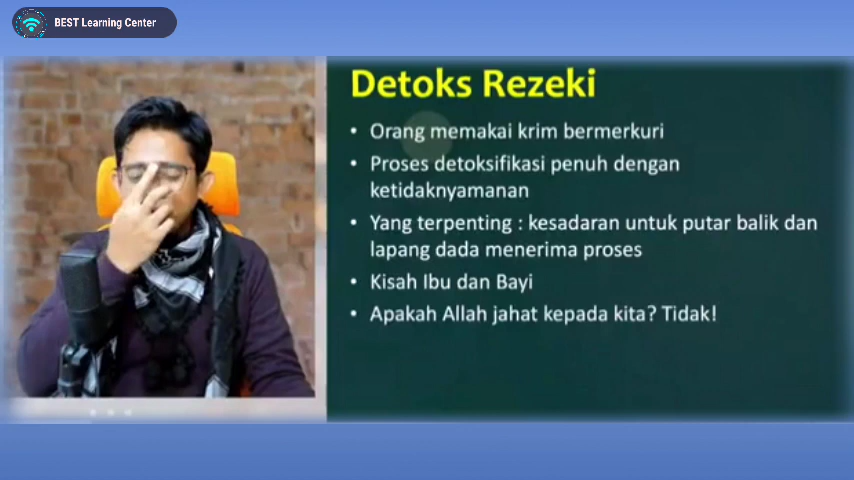 BEST Learning Center
Detoks Rezeki
• Orang memakai krim bermerkuri
• Proses detoksifikasi penuh dengan
ketidaknyamanan
• Yang terpenting : kesadaran untuk putar balik dan
lapang dada menerima proses
• Kisah Ibu dan Bayi
• Apakah Allah jahat kepada kita? Tidak!